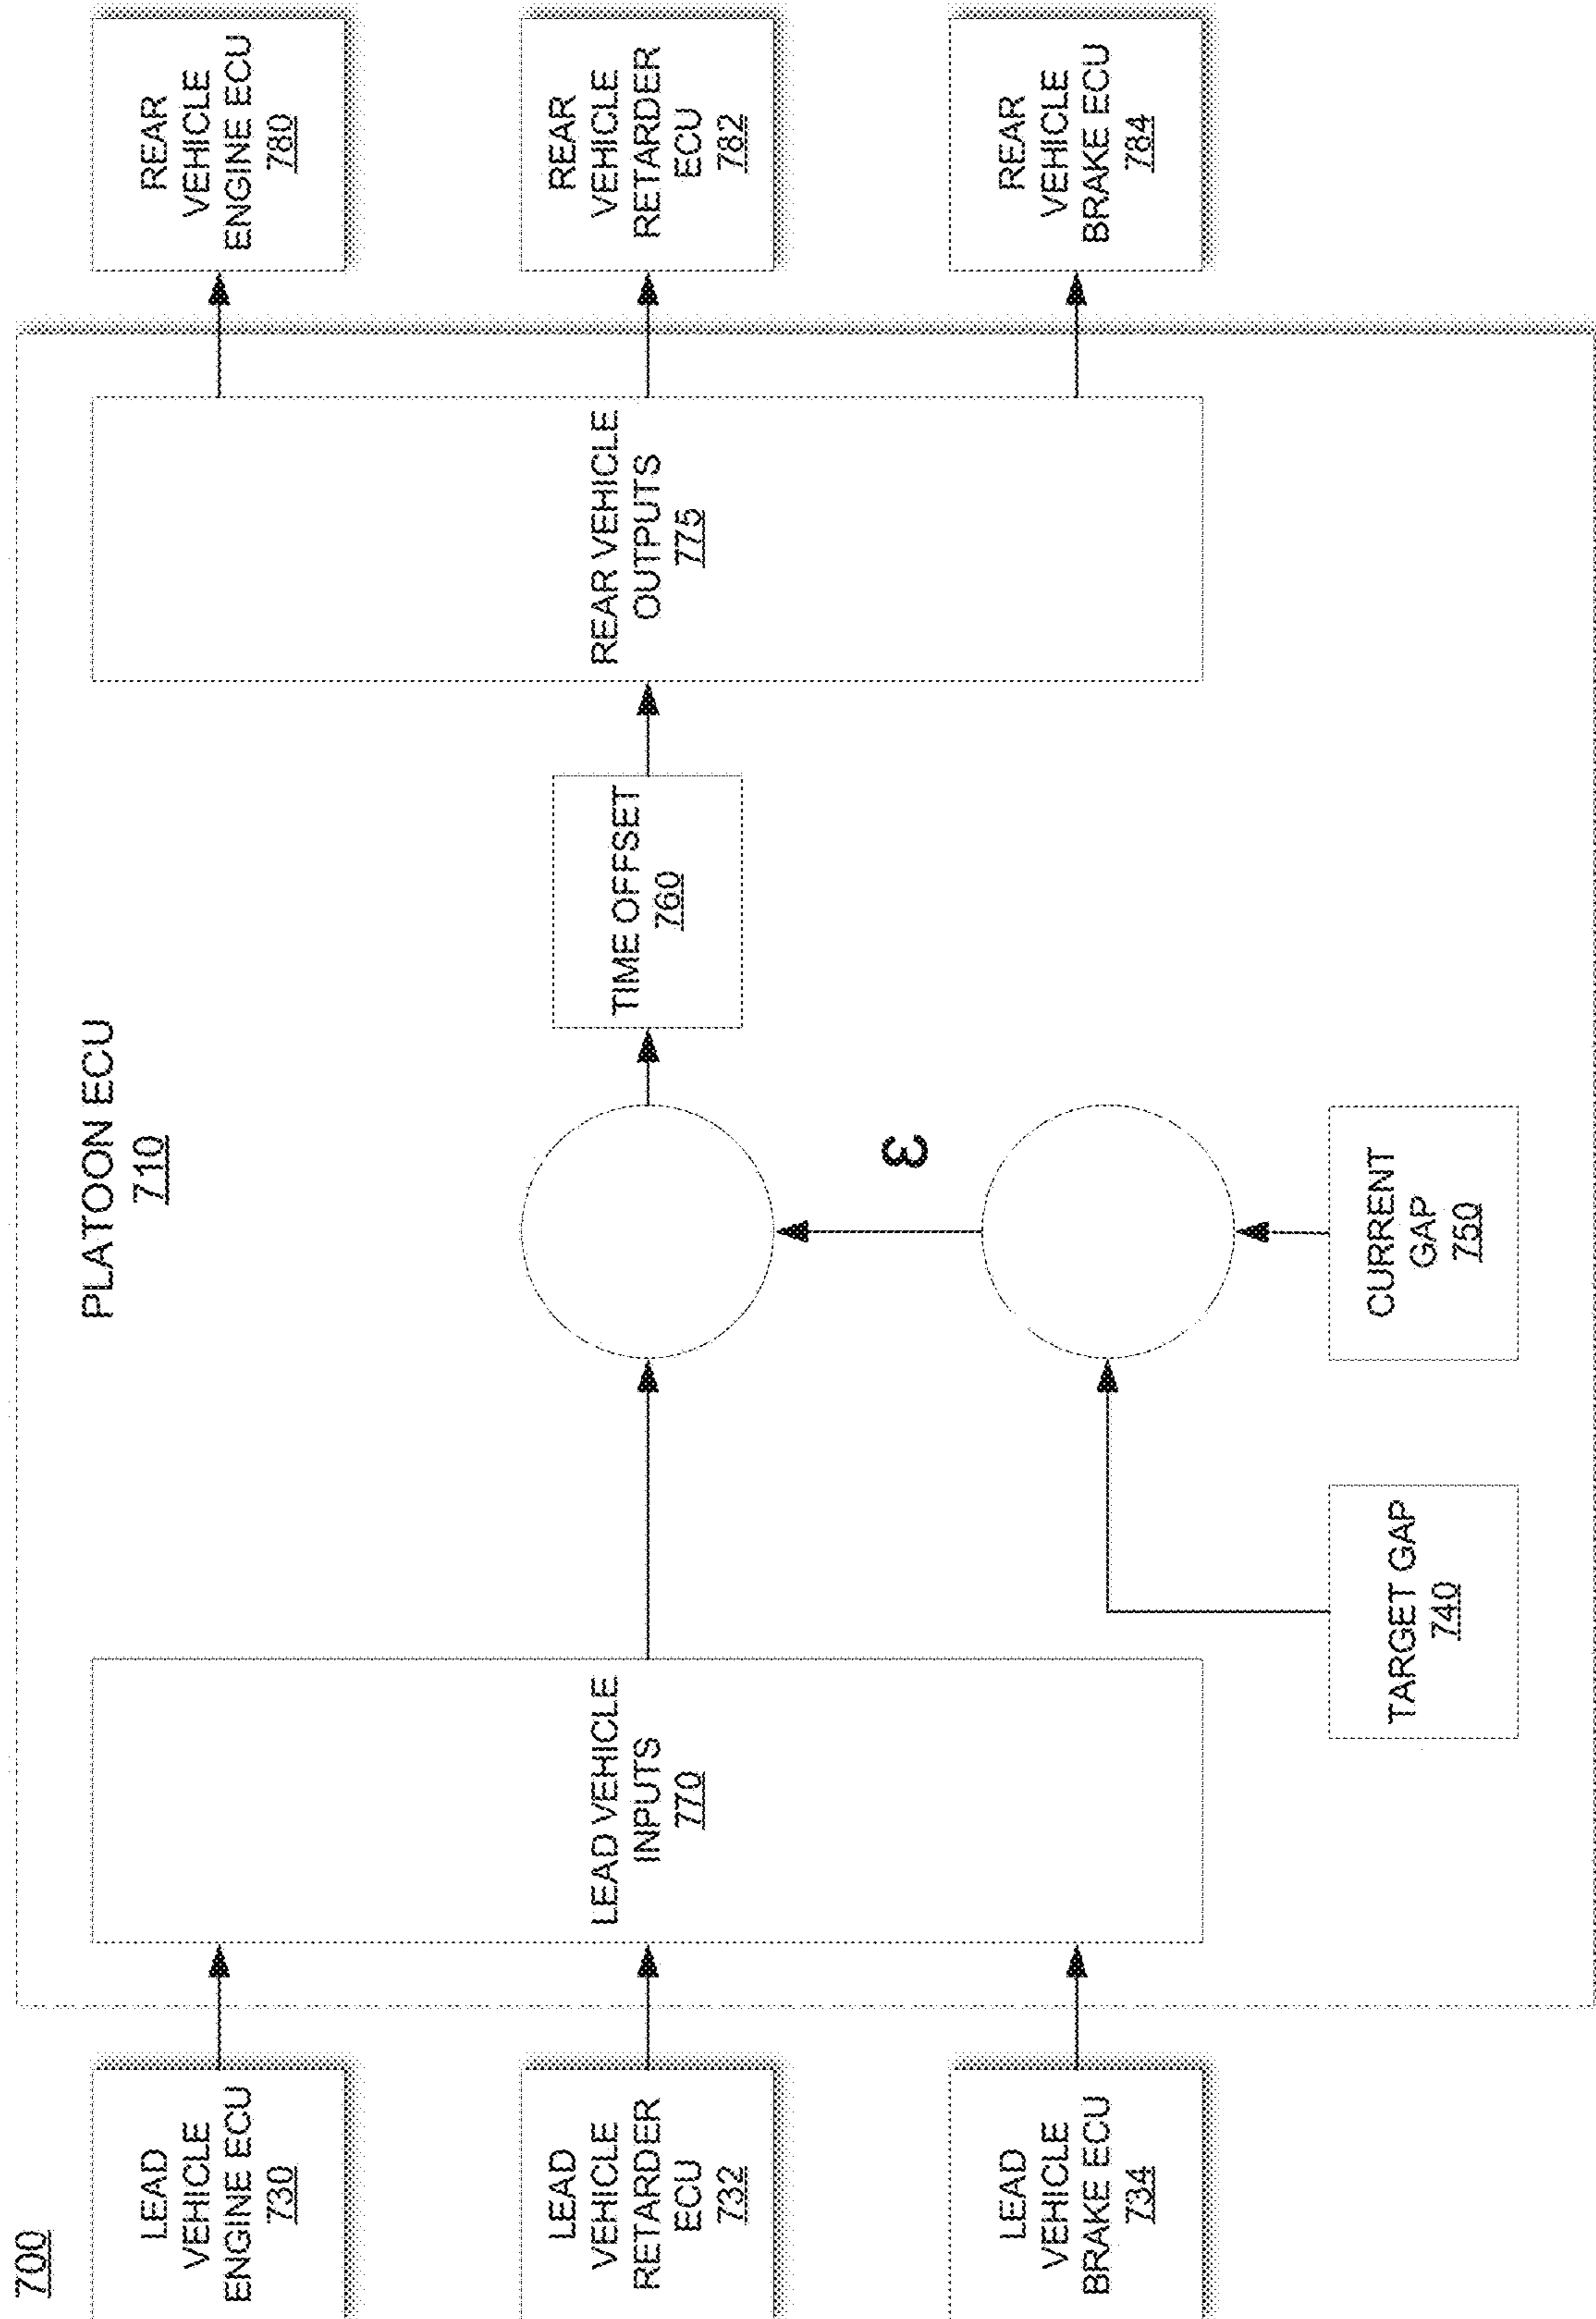 700
PLATOON ECU
710
LEAD
VEHICLE
ENGINE ECU
730
LEAD
VEHICLE
RETARDER
ECU
732
LEAD
VEHICLE
BRAKE ECU
734
LEAD VEHICLE
INPUTS
770
TARGET GAP
740
CURRENT
GAP
750
ε
TIME OFFSET
760
REAR VEHICLE
OUTPUTS
775
REAR
VEHICLE
ENGINE ECU
780
REAR
VEHICLE
RETARDER
ECU
782
REAR
VEHICLE
BRAKE ECU
784